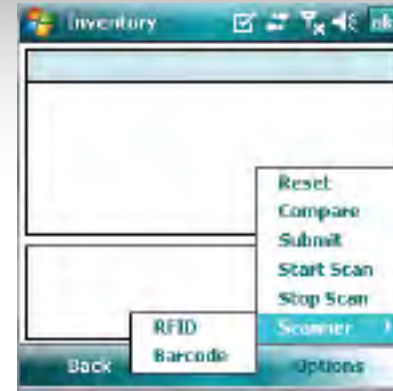 Inventory ok
Reset
Compare
Submit
Start Scan
Stop Scan
Scanner
RFID
Barcode
Back Options